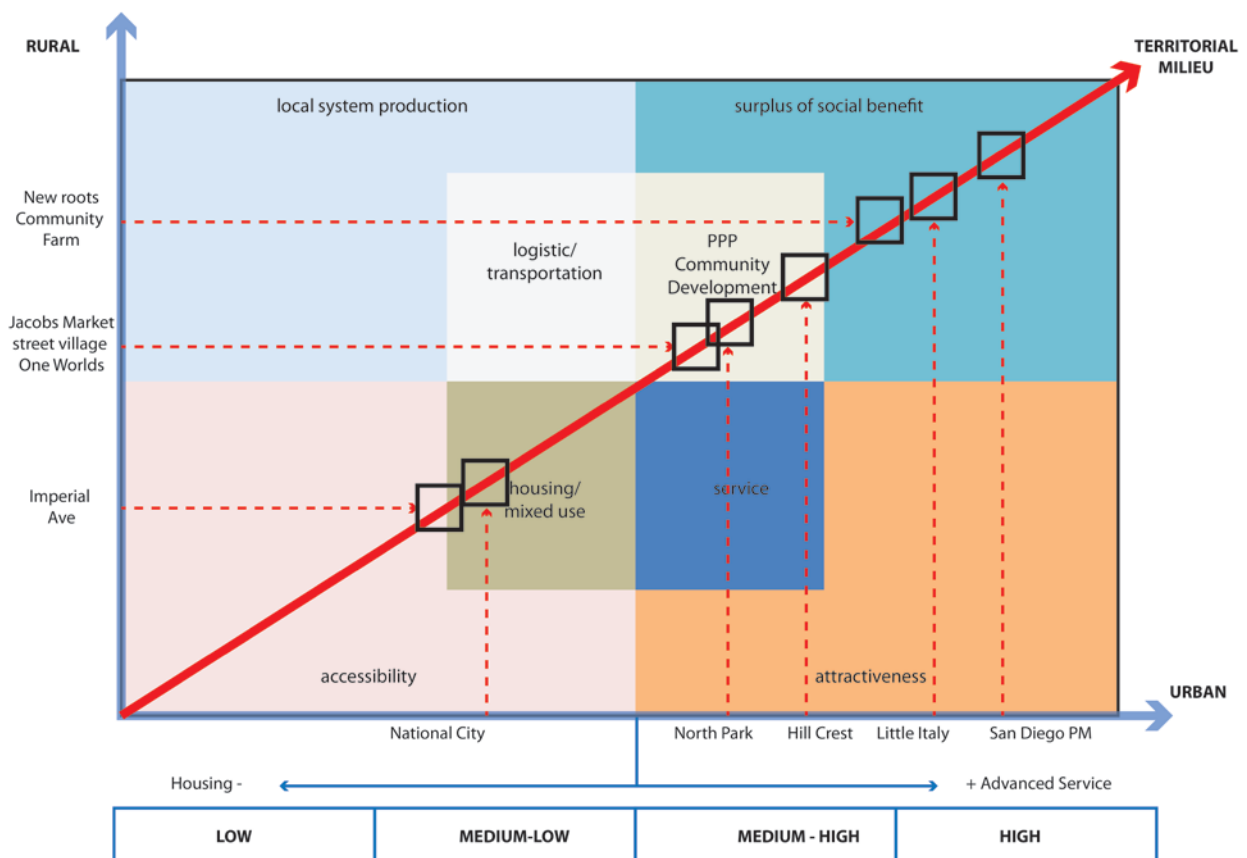 RURAL
TERRITORIAL
MILIEU
local system production
surplus of social benefit
New roots
Community
Farm
logistic/
transportation
PPP
Community
Development
Jacobs Market
street village
One Worlds
Imperial
Ave
housing/
mixed use
service
accessibility
attractiveness
URBAN
National City
North Park
Hill Crest
Little Italy
San Diego PM
Housing -
+ Advanced Service
LOW
MEDIUM-LOW
MEDIUM - HIGH
HIGH